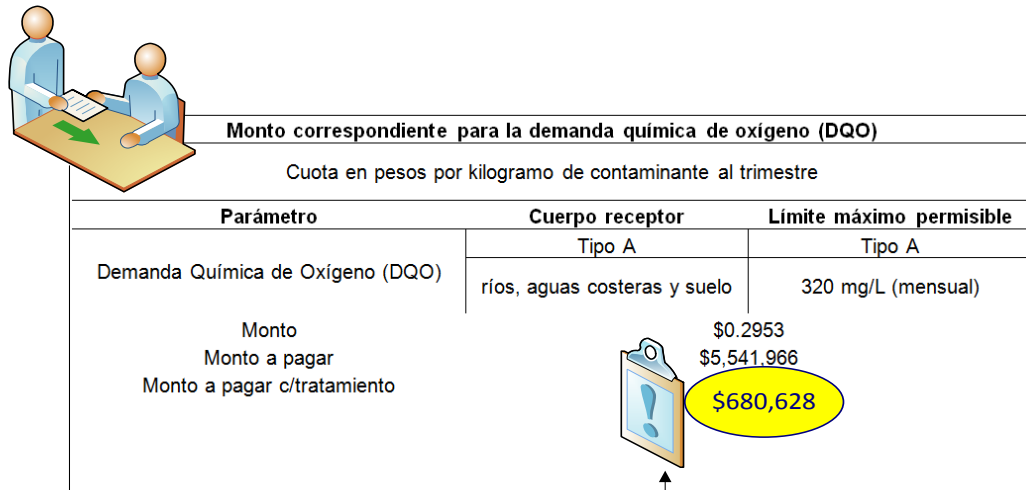 Monto correspondiente para la demanda química de oxígeno (DQO)
Cuota en pesos por kilogramo de contaminante al trimestre
Parámetro Cuerpo receptor Límite máximo permisible
Tipo A Tipo A
Demanda Química de Oxígeno (DQO) ríos, aguas costeras y suelo 320 mg/L (mensual)
Monto $0.2953
Monto a pagar $5,541,966
Monto a pagar c/tratamiento $680,628